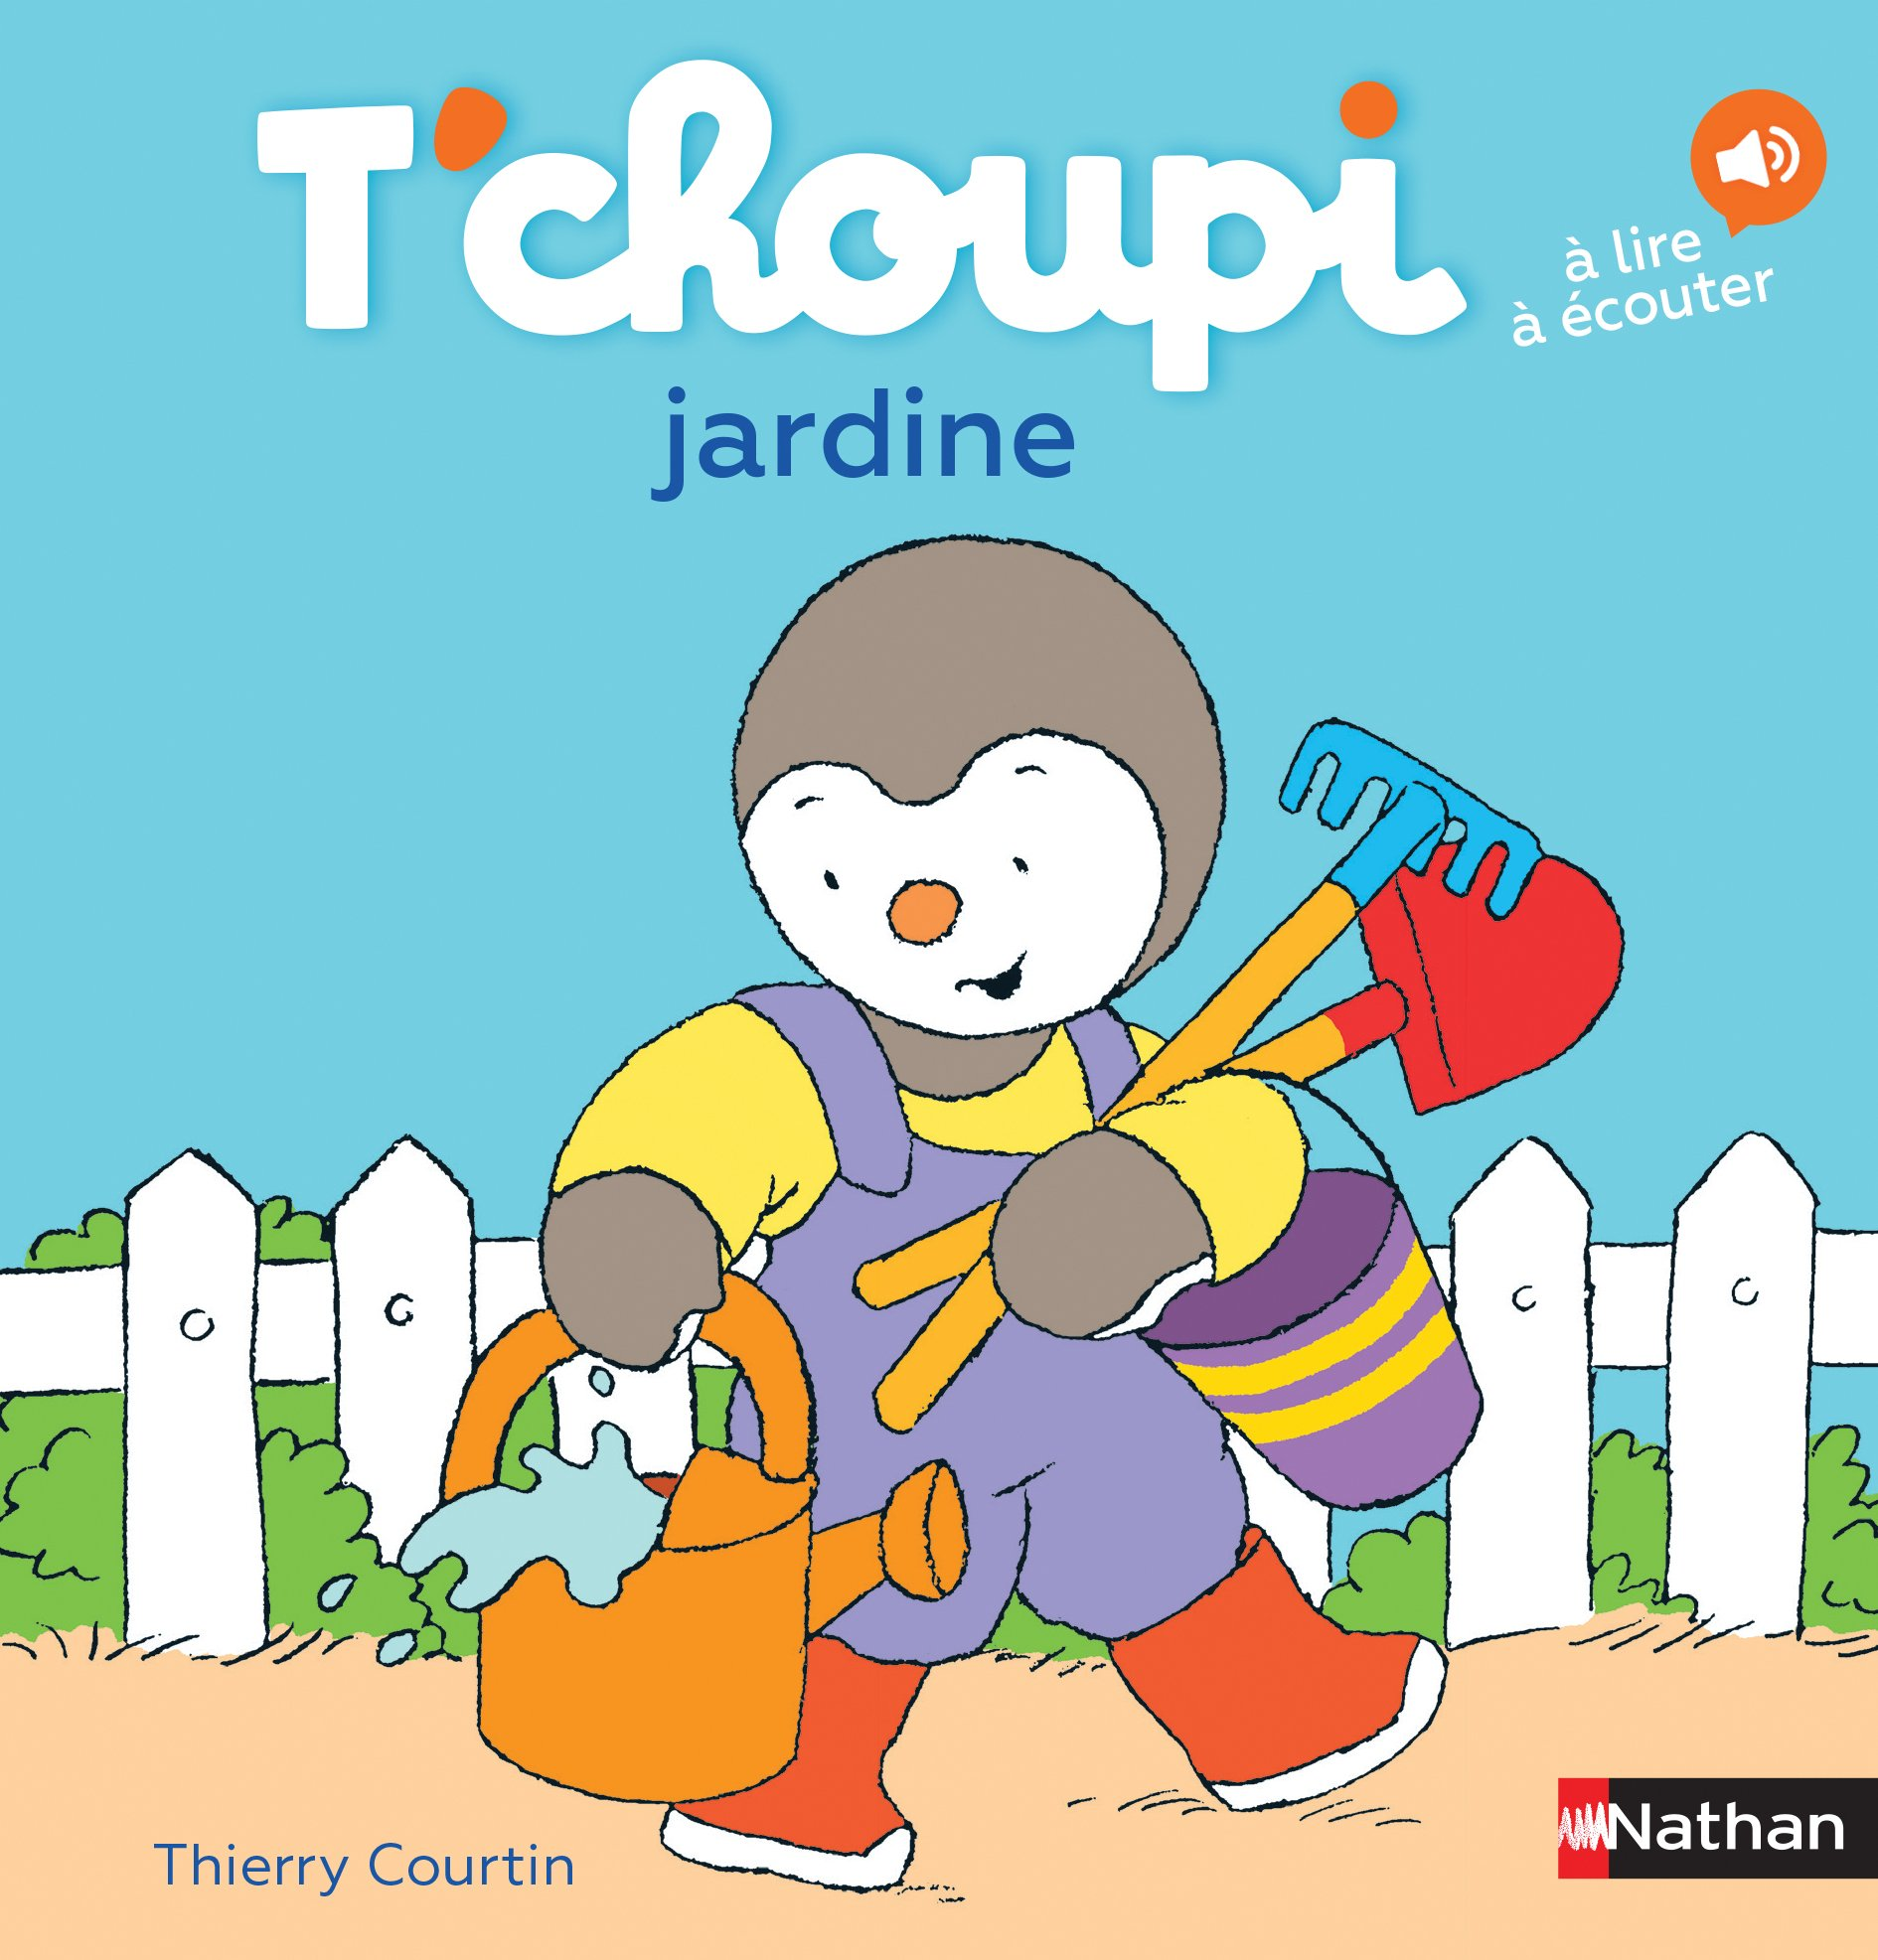 T'choupi
jardine
à lire
à écouter
Thierry Courtin
Nathan